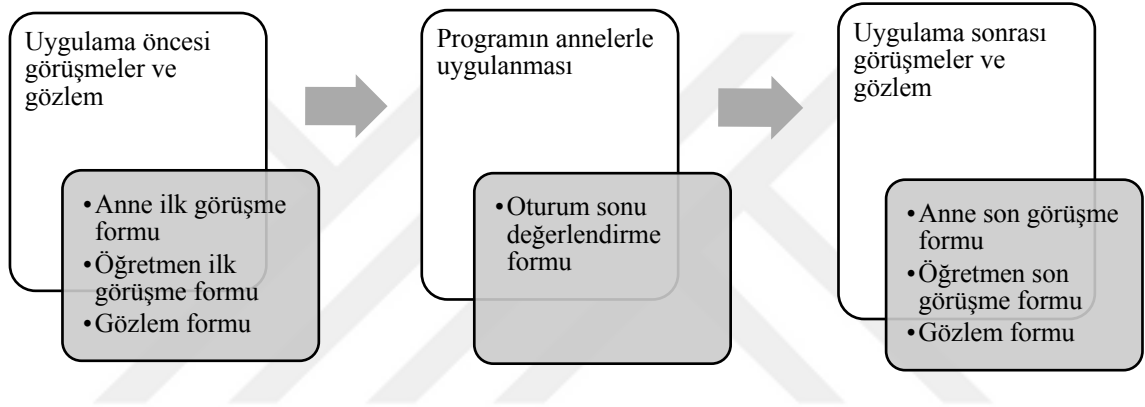 Uygulama öncesi
görüşmeler ve
gözlem
•Anne ilk görüşme
formu
•Öğretmen ilk
görüşme formu
•Gözlem formu
Programın annelerle
uygulanması
•Oturum sonu
değerlendirme
formu
Uygulama sonrası
görüşmeler ve
gözlem
•Anne son görüşme
formu
•Öğretmen son
görüşme formu
•Gözlem formu